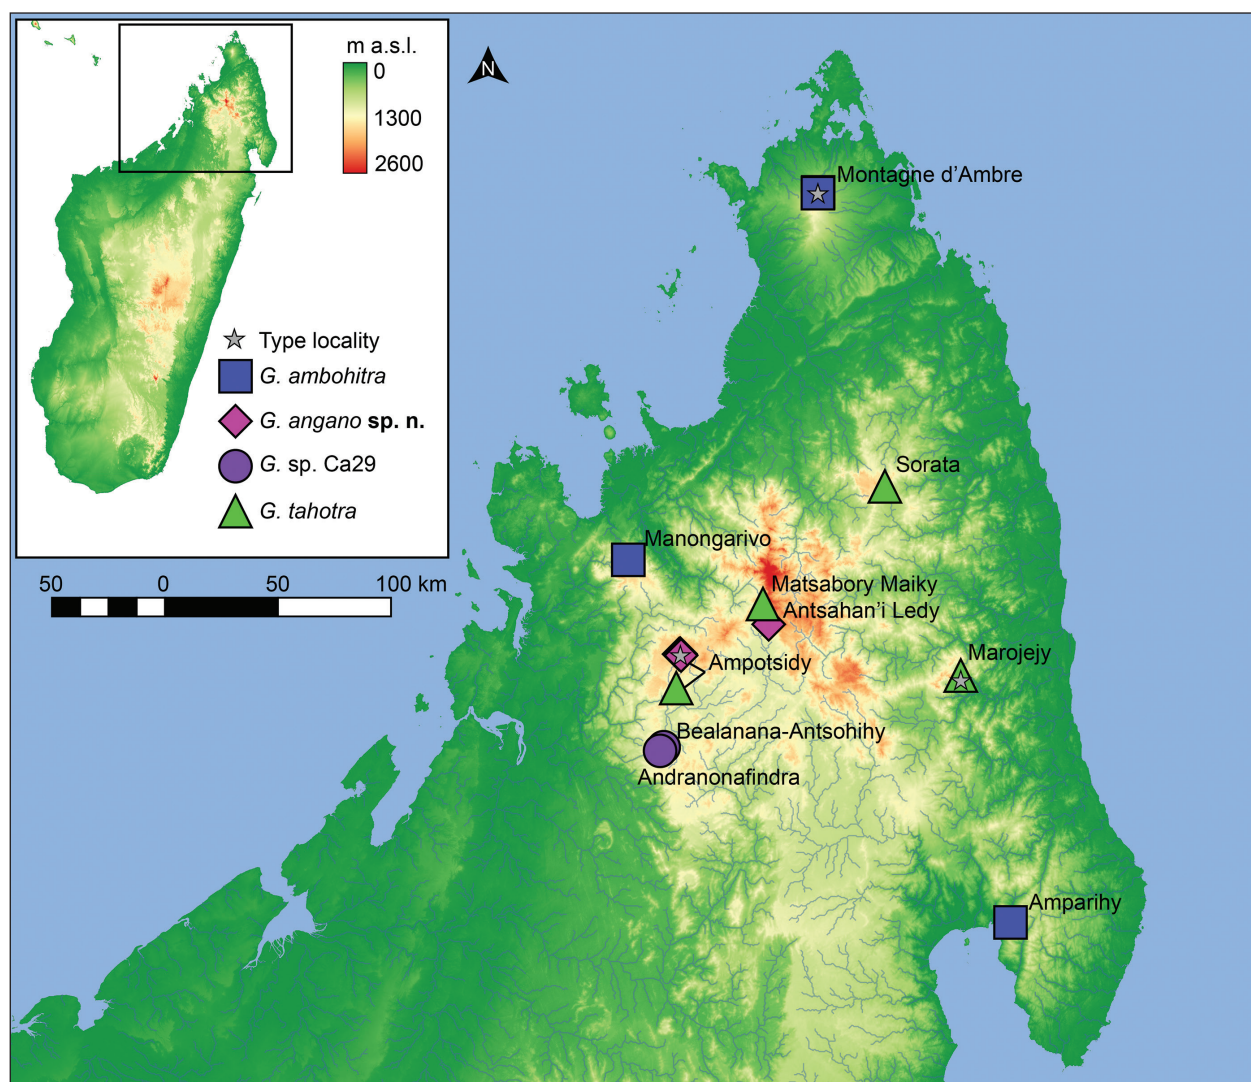 m a.s.l.
0
1300
2600
N
Type locality
G. ambohitra
G. angano sp. n.
G. sp. Ca29
G. tahotra
50 0 50 100 km
Montagne d’Ambre
Sorata
Manongarivo
Matsabory Maiky
Antsahan’i Ledy
Ampotsidy
Marojejy
Bealanana-Antsohihy
Andranonafindra
Amparihy